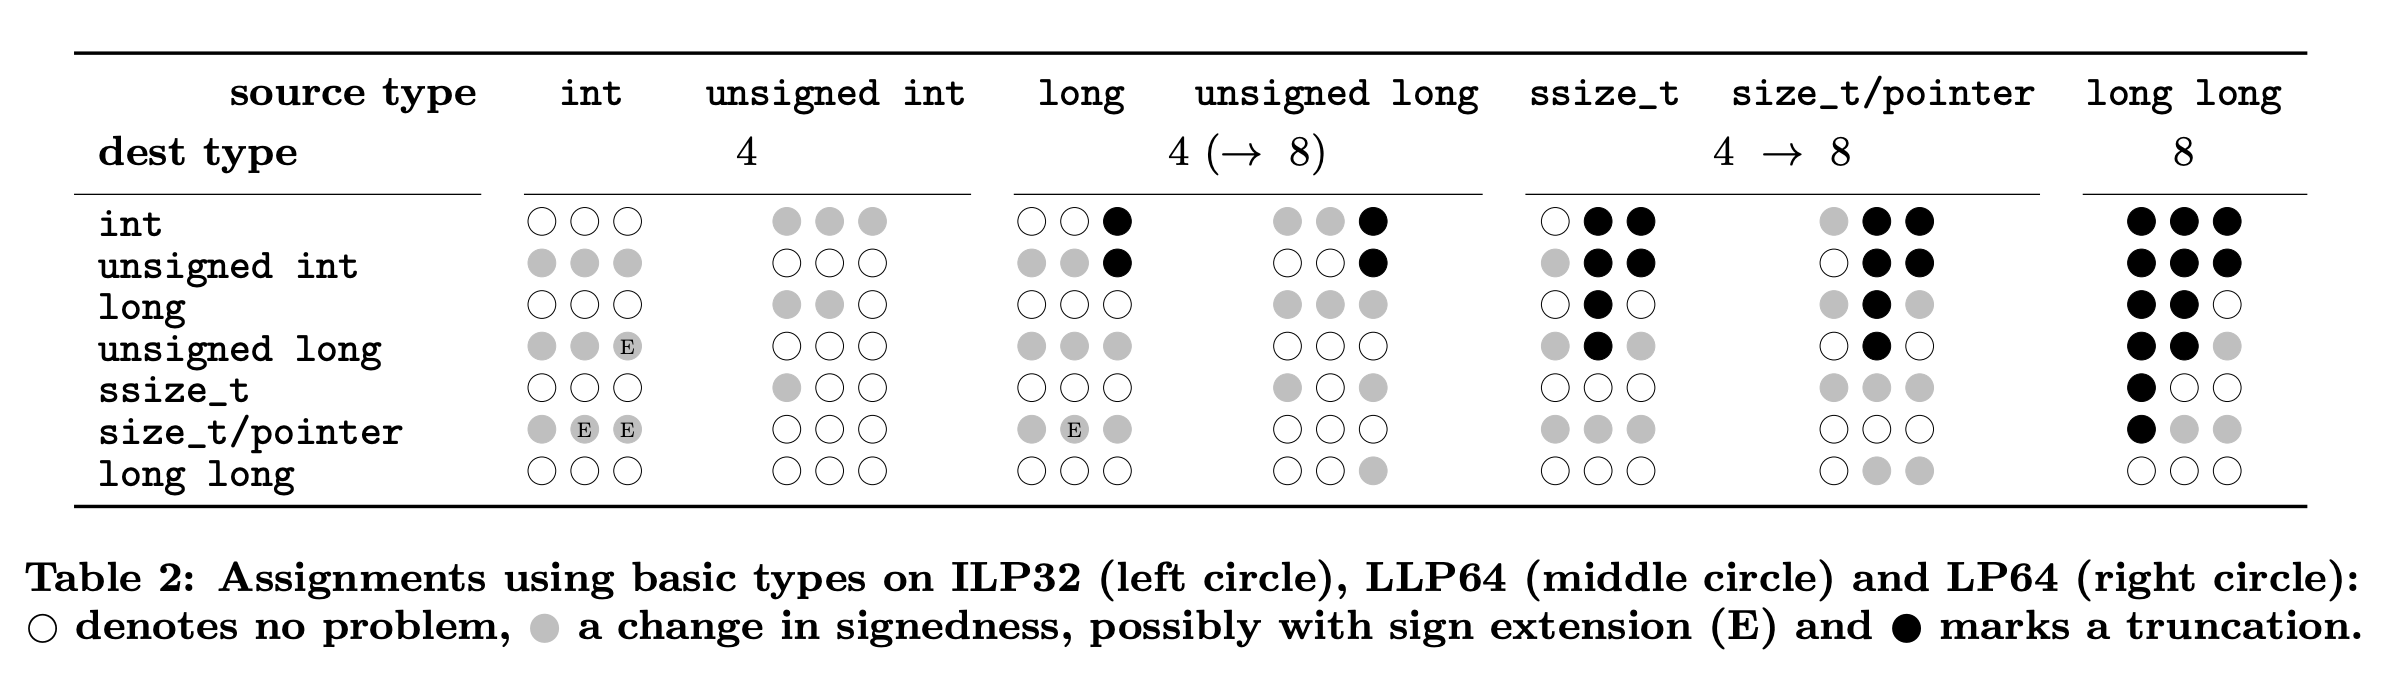 source type int unsigned int long unsigned long ssize_t size_t/pointer long long
dest type 4 4 (→ 8) 4 → 8 8
int ○○○ ●●● ○○● ●●● ○●● ●●● ●●●
unsigned int ●●● ○○○ ●●● ○○● ●●● ○●● ●●●
long ○○○ ●●○ ○○○ ●●● ○●○ ●●● ●●○
unsigned long ●●E ○○○ ●●● ○○○ ●●● ○●○ ●●●
ssize_t ○○○ ●○○ ○○○ ●○● ○○○ ●●● ●○○
size_t/pointer ●EE ○○○ ●E● ○○○ ●●● ○○○ ●●●
long long ○○○ ○○○ ○○○ ○○● ○○○ ○●● ○○○
Table 2: Assignments using basic types on ILP32 (left circle), LLP64 (middle circle) and LP64 (right circle):
○ denotes no problem, ● a change in signedness, possibly with sign extension (E) and ● marks a truncation.